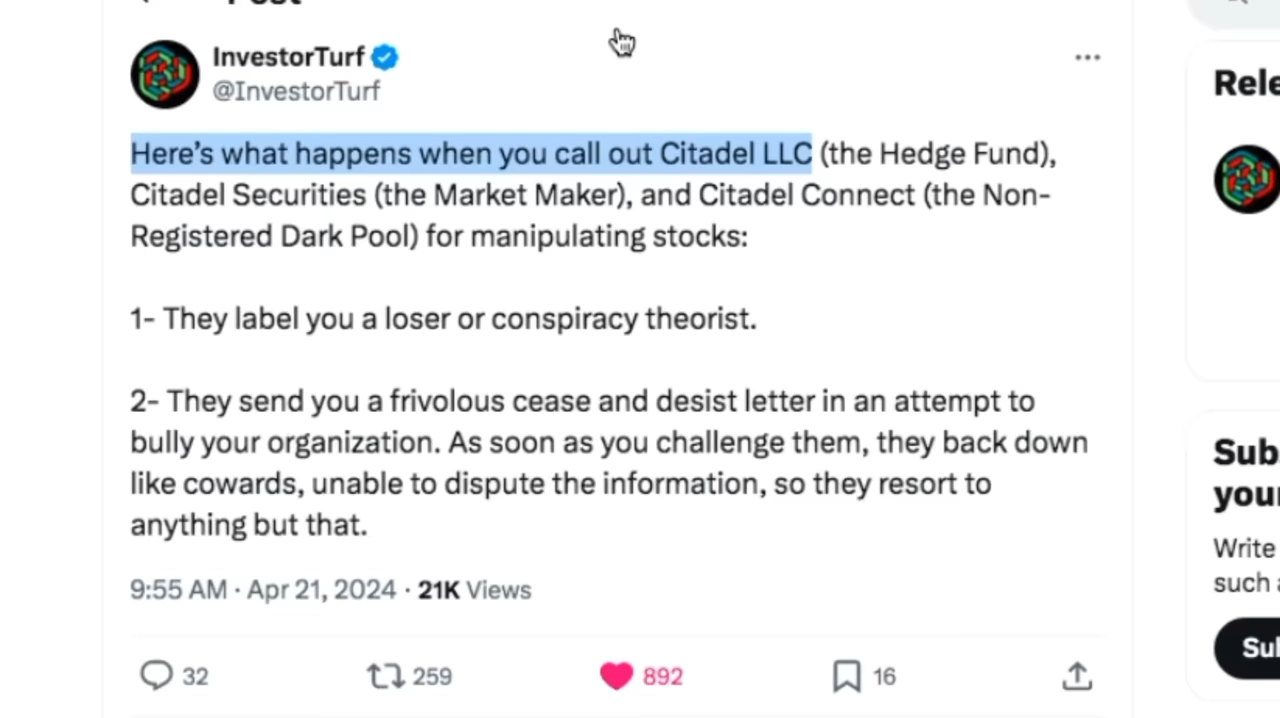 Post
InvestorTurf
@InvestorTurf
Here's what happens when you call out Citadel LLC (the Hedge Fund),
Citadel Securities (the Market Maker), and Citadel Connect (the Non-
Registered Dark Pool) for manipulating stocks:
1- They label you a loser or conspiracy theorist.
2- They send you a frivolous cease and desist letter in an attempt to
bully your organization. As soon as you challenge them, they back down
like cowards, unable to dispute the information, so they resort to
anything but that.
9:55 AM · Apr 21, 2024 · 21K Views
32 259 892 16
Rele
Sub
your
Write
such
Su